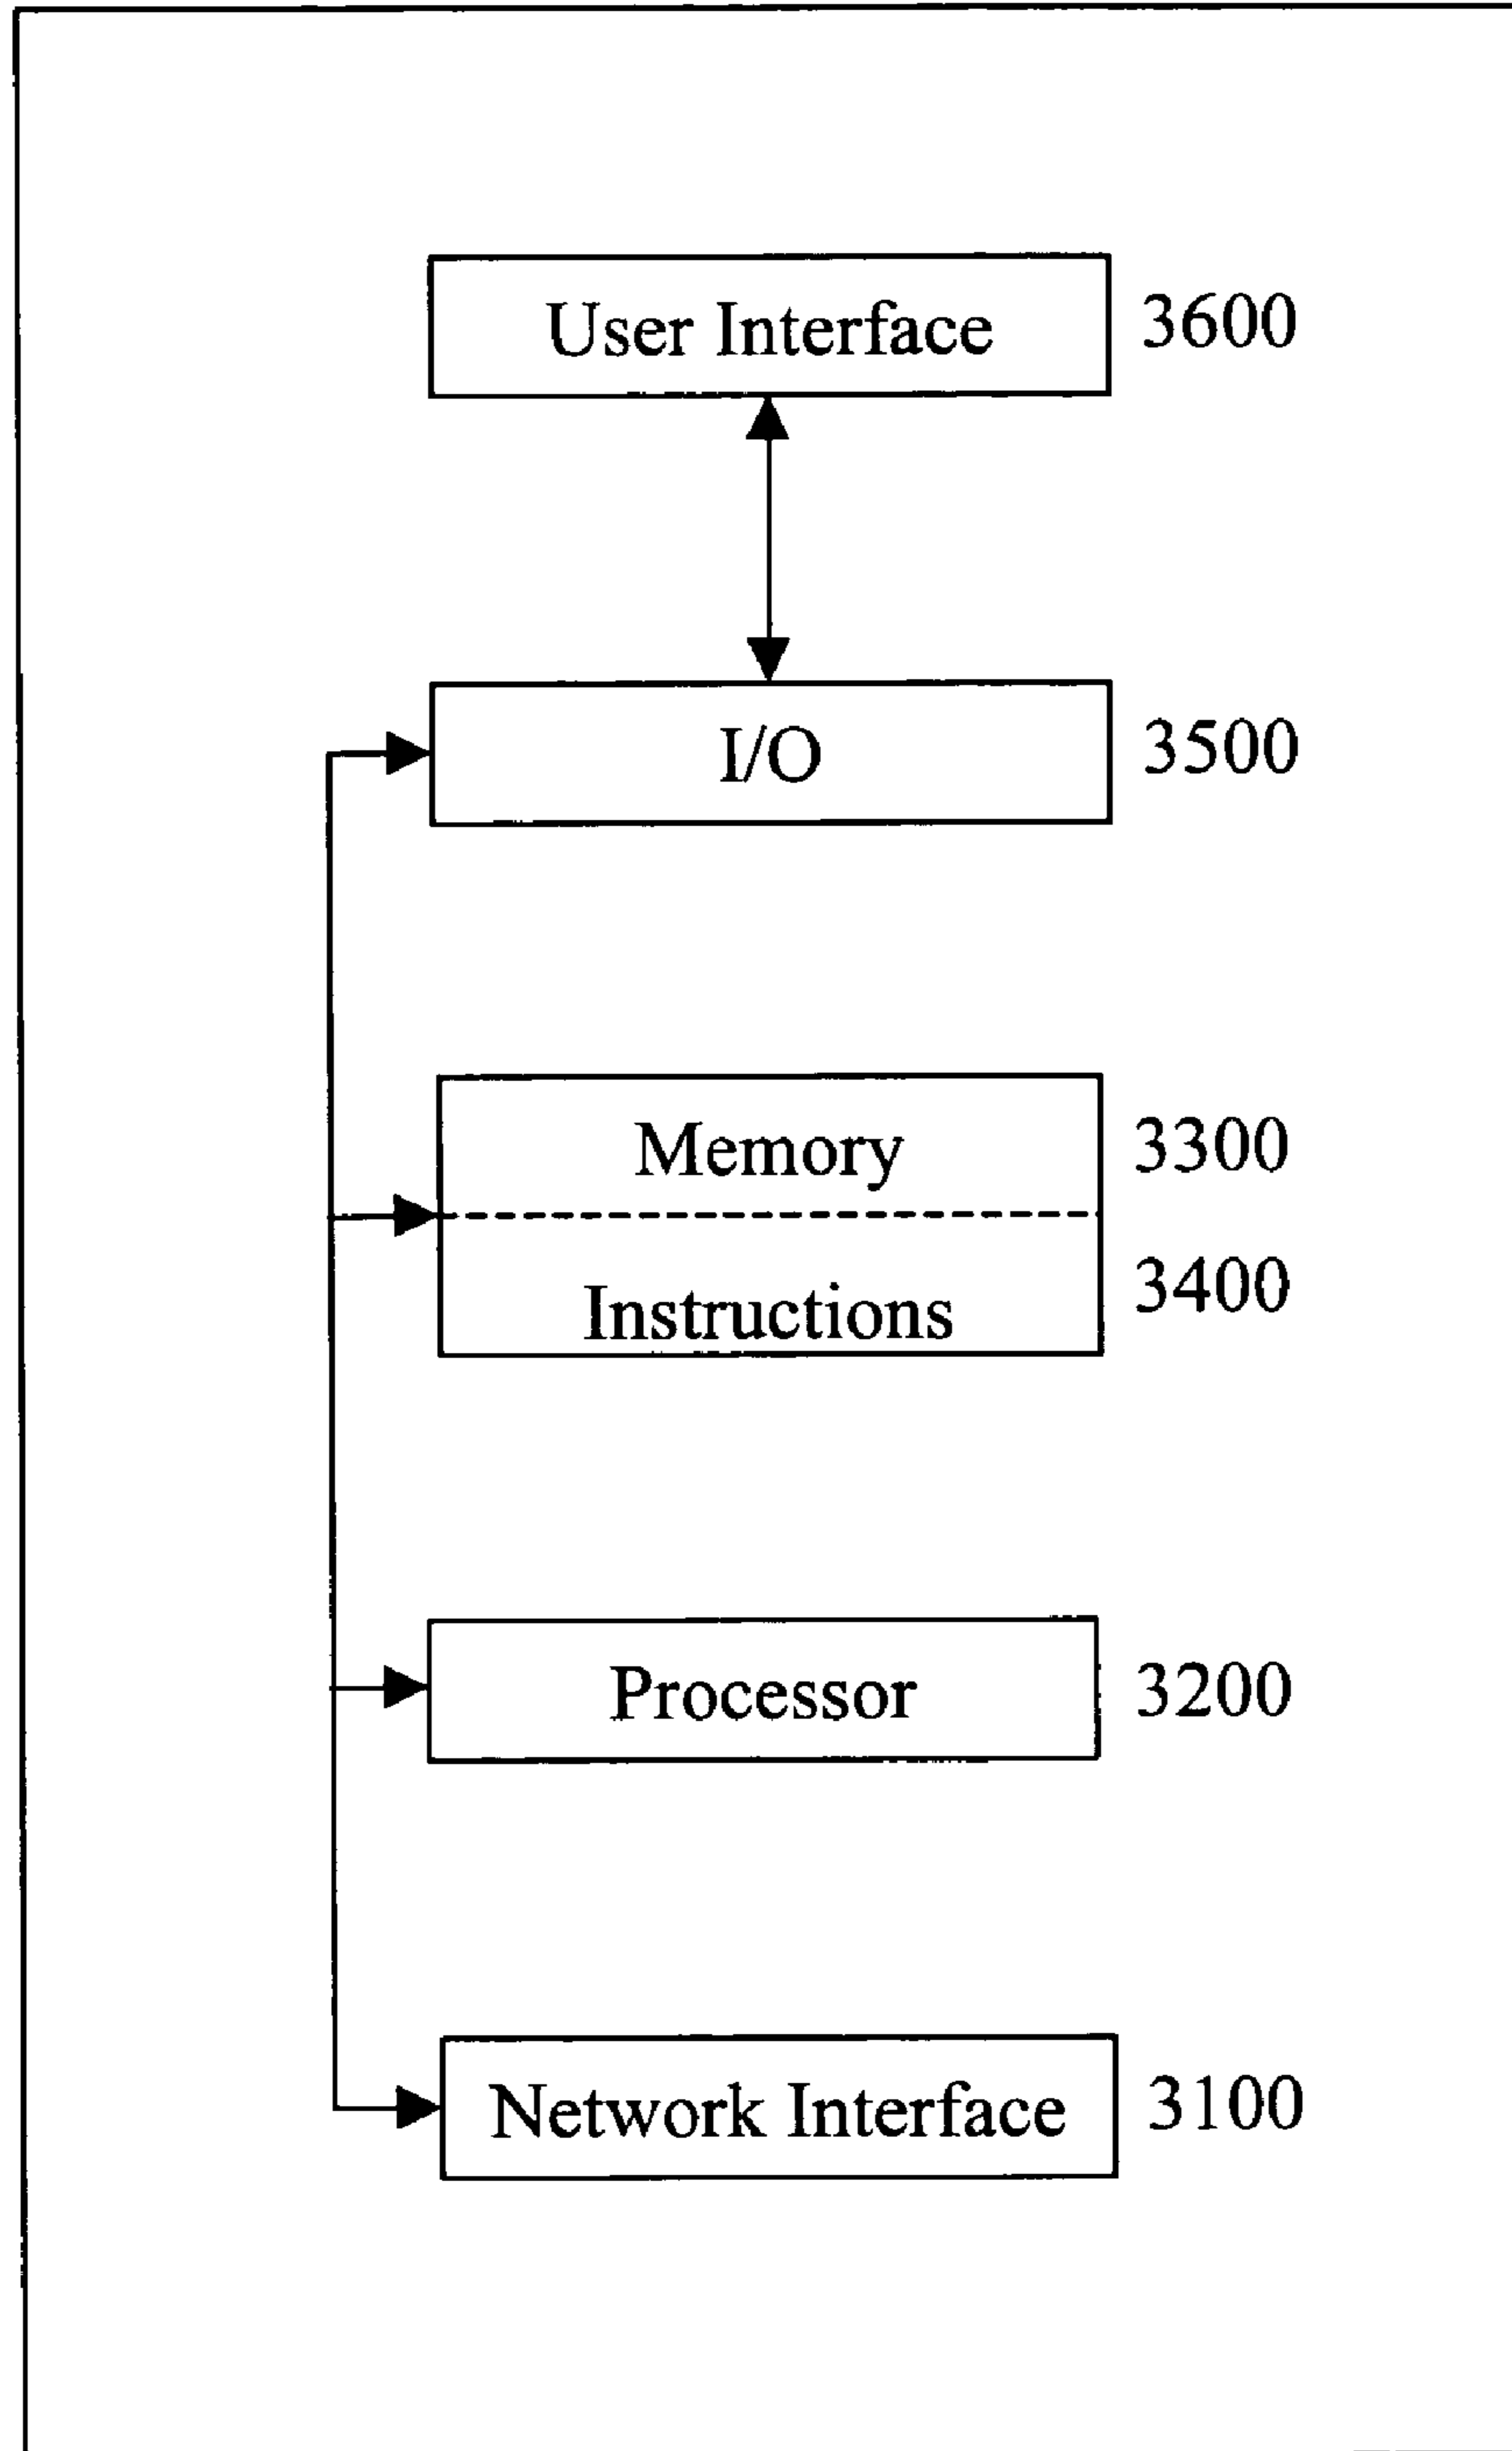 User Interface 3600
I/O 3500
Memory 3300
Instructions 3400
Processor 3200
Network Interface 3100